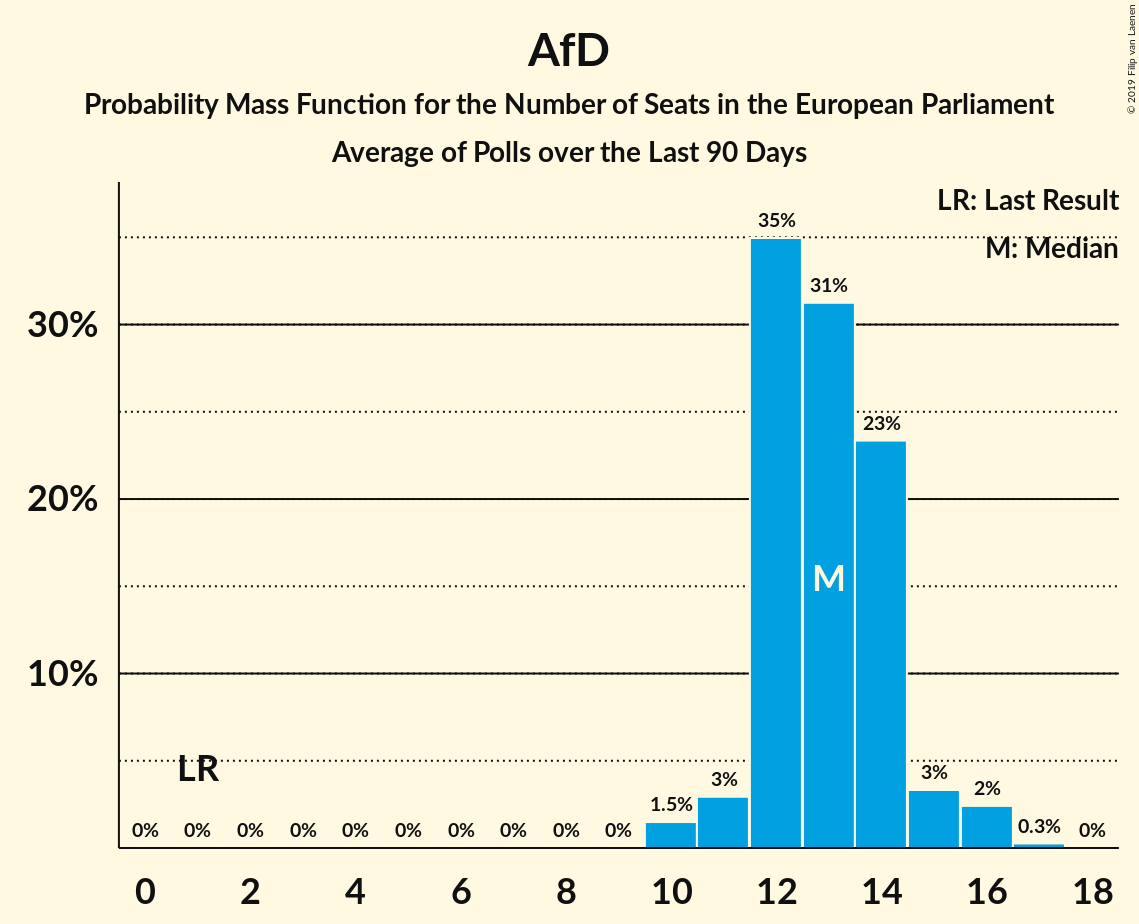 AfD
Probability Mass Function for the Number of Seats in the European Parliament
Average of Polls over the Last 90 Days
© 2019 Filip van Laenen
LR: Last Result
M: Median
35%
31%
30%
23%
20%
M
10%
LR
0% 0% 0% 0% 0% 0% 0% 0% 0% 0% 1.5% 3% 3% 2% 0.3% 0%
0 2 4 6 8 10 12 14 16 18